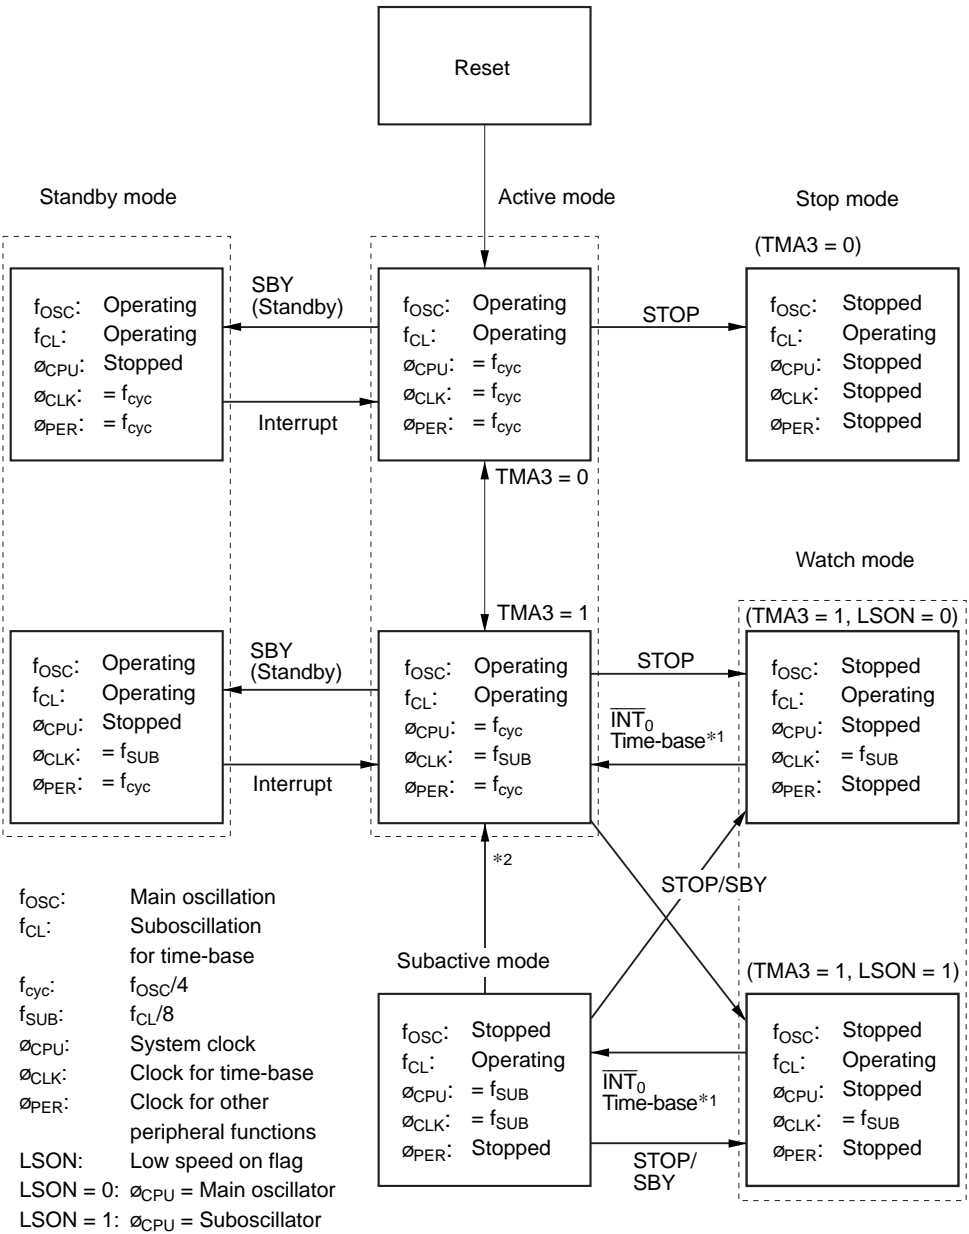 Reset
Standby mode
Active mode
Stop mode
(TMA3 = 0)
fOSC: Operating
fCL: Operating
øCPU: Stopped
øCLK: = fcyc
øPER: = fcyc
SBY
(Standby)
Interrupt
fOSC: Operating
fCL: Operating
øCPU: = fcyc
øCLK: = fcyc
øPER: = fcyc
STOP
fOSC: Stopped
fCL: Operating
øCPU: Stopped
øCLK: Stopped
øPER: Stopped
TMA3 = 0
Watch mode
TMA3 = 1
(TMA3 = 1, LSON = 0)
fOSC: Operating
fCL: Operating
øCPU: Stopped
øCLK: = fSUB
øPER: = fcyc
SBY
(Standby)
Interrupt
fOSC: Operating
fCL: Operating
øCPU: = fcyc
øCLK: = fSUB
øPER: = fcyc
STOP
INT0
Time-base*1
fOSC: Stopped
fCL: Operating
øCPU: Stopped
øCLK: = fSUB
øPER: Stopped
*2
STOP/SBY
fOSC: Main oscillation
fCL: Suboscillation
for time-base
fcyc: fOSC/4
fSUB: fCL/8
øCPU: System clock
øCLK: Clock for time-base
øPER: Clock for other
peripheral functions
LSON: Low speed on flag
LSON = 0: øCPU = Main oscillator
LSON = 1: øCPU = Suboscillator
Subactive mode
fOSC: Stopped
fCL: Operating
øCPU: = fSUB
øCLK: = fSUB
øPER: Stopped
INT0
Time-base*1
STOP/
SBY
(TMA3 = 1, LSON = 1)
fOSC: Stopped
fCL: Operating
øCPU: Stopped
øCLK: = fSUB
øPER: Stopped